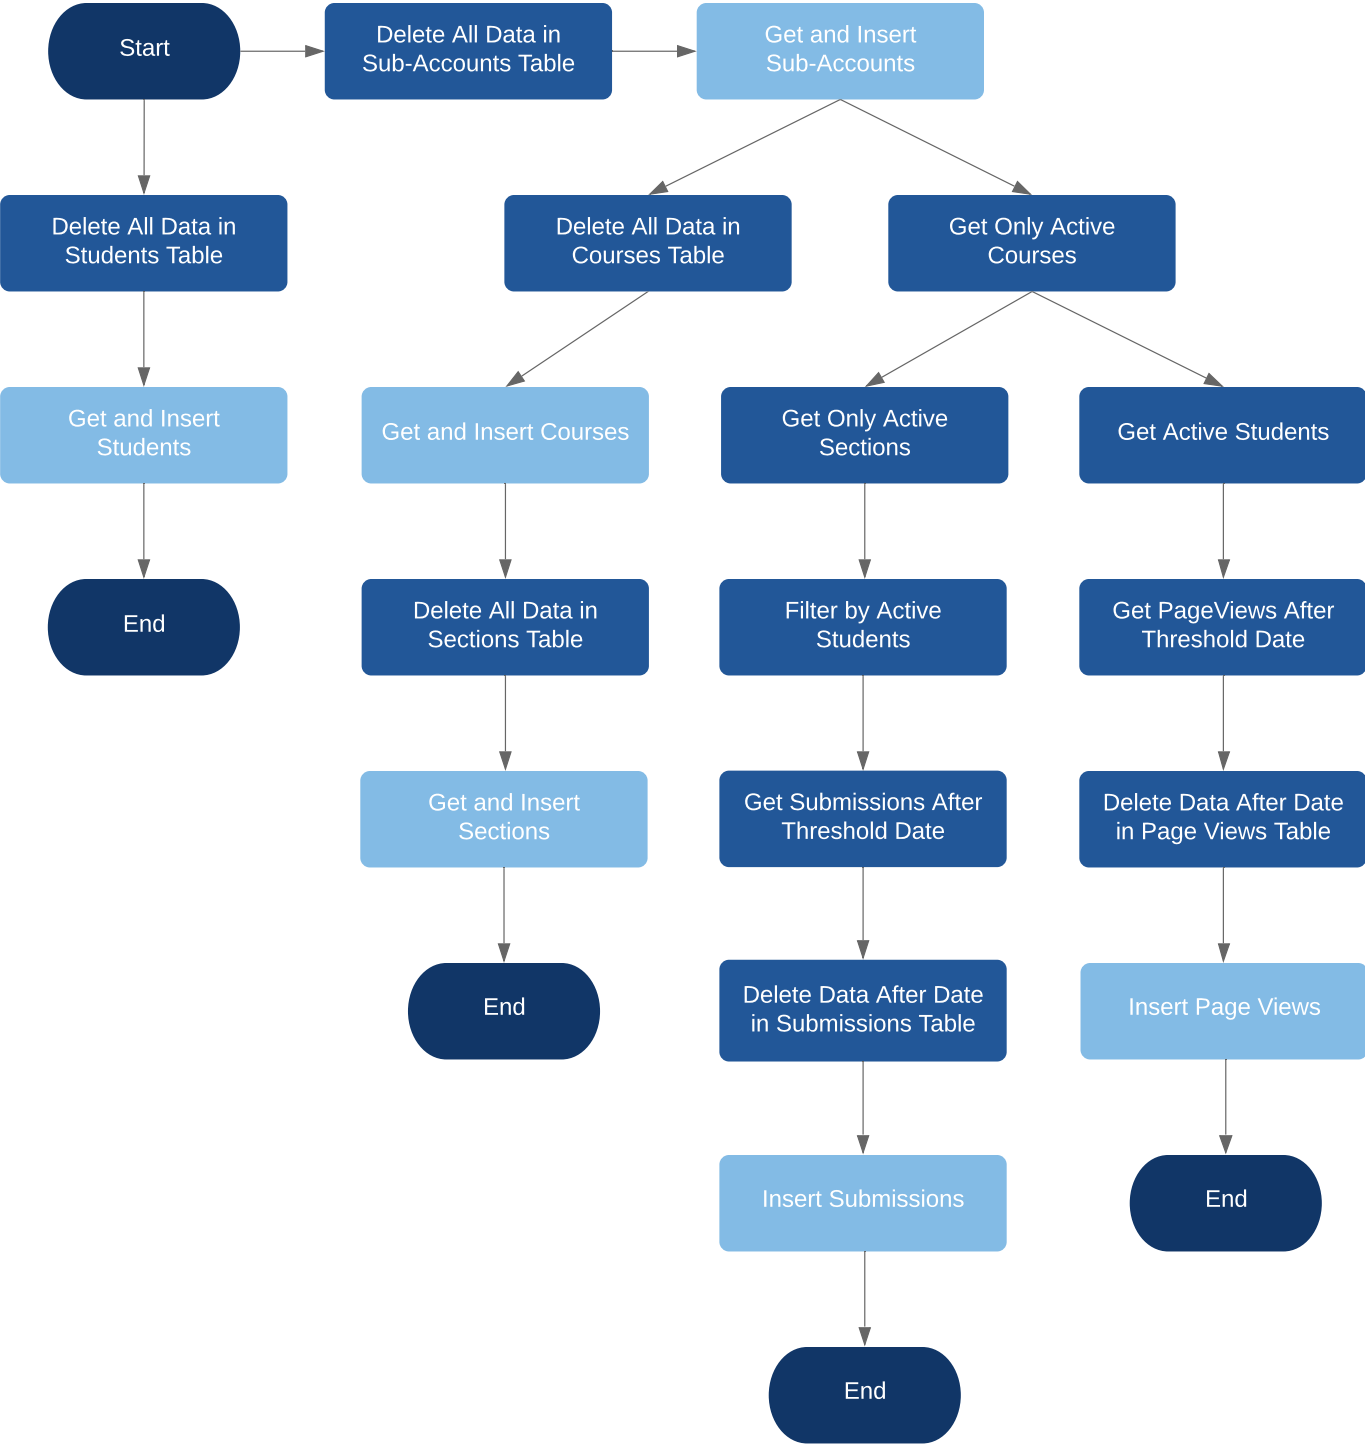 Start
Delete All Data in
Sub-Accounts Table
Get and Insert
Sub-Accounts
Delete All Data in
Students Table
Delete All Data in
Courses Table
Get Only Active
Courses
Get and Insert
Students
Get and Insert Courses
Get Only Active
Sections
Get Active Students
End
Delete All Data in
Sections Table
Filter by Active
Students
Get PageViews After
Threshold Date
Get and Insert
Sections
Get Submissions After
Threshold Date
Delete Data After Date
in Page Views Table
End
Delete Data After Date
in Submissions Table
Insert Page Views
Insert Submissions
End
End